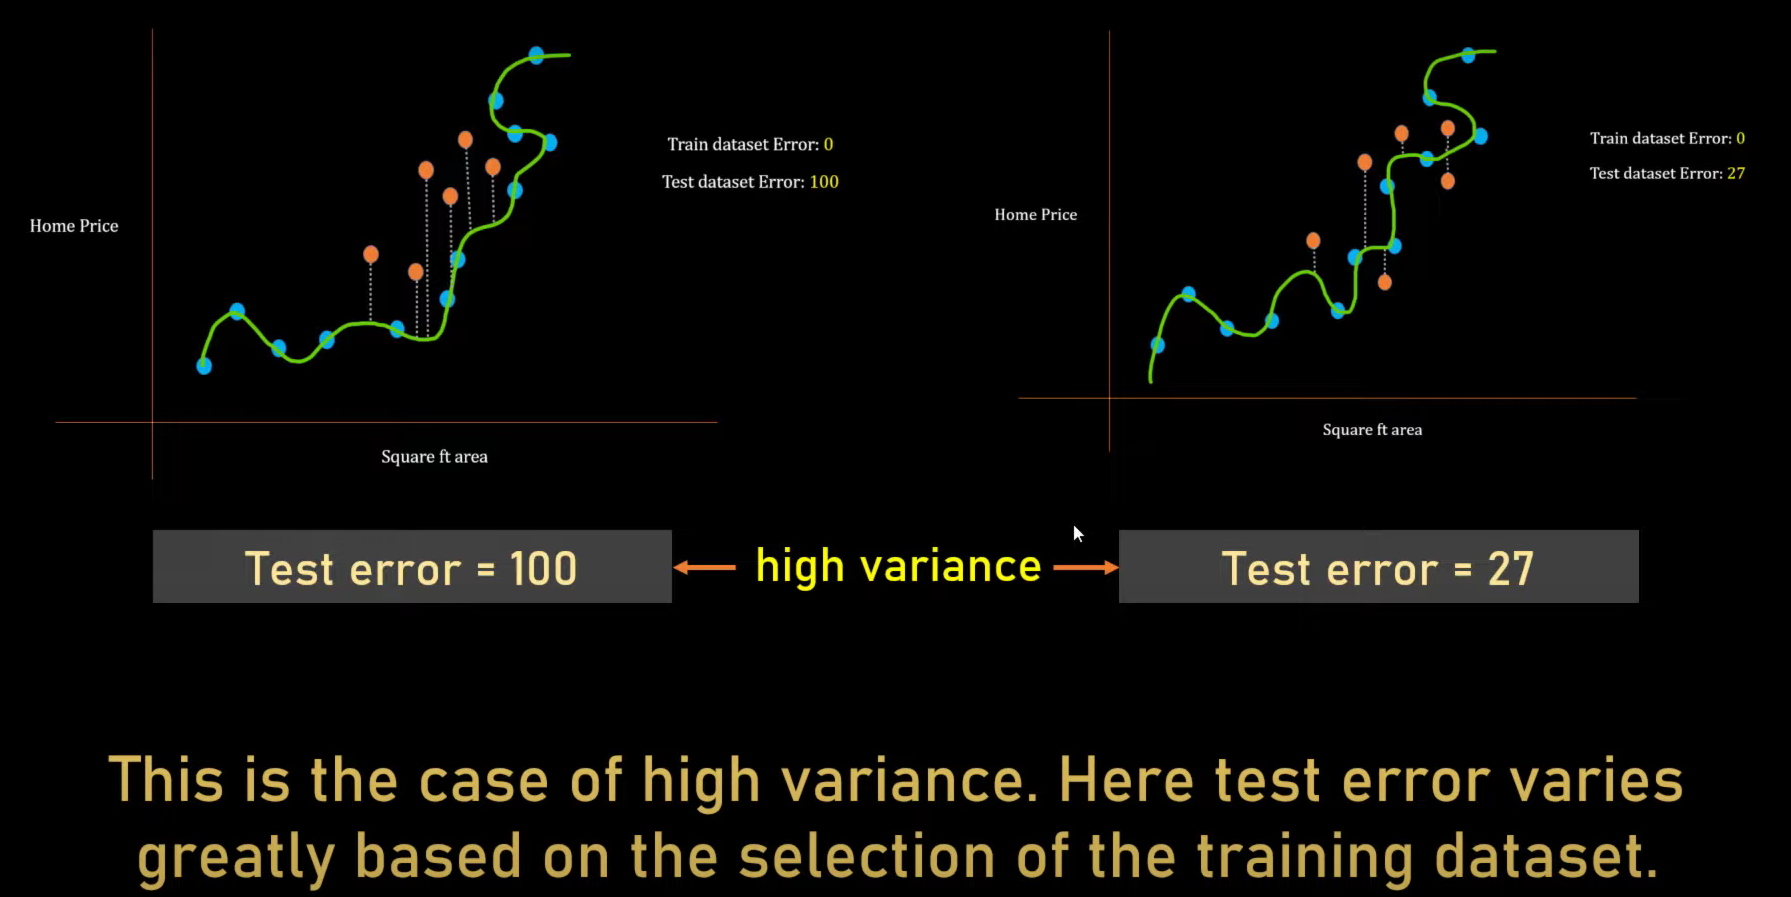 Train dataset Error: 0
Test dataset Error: 100
Home Price
Square ft area
Train dataset Error: 0
Test dataset Error: 27
Home Price
Square ft area
Test error = 100
high variance
Test error = 27
This is the case of high variance. Here test error varies
greatly based on the selection of the training dataset.